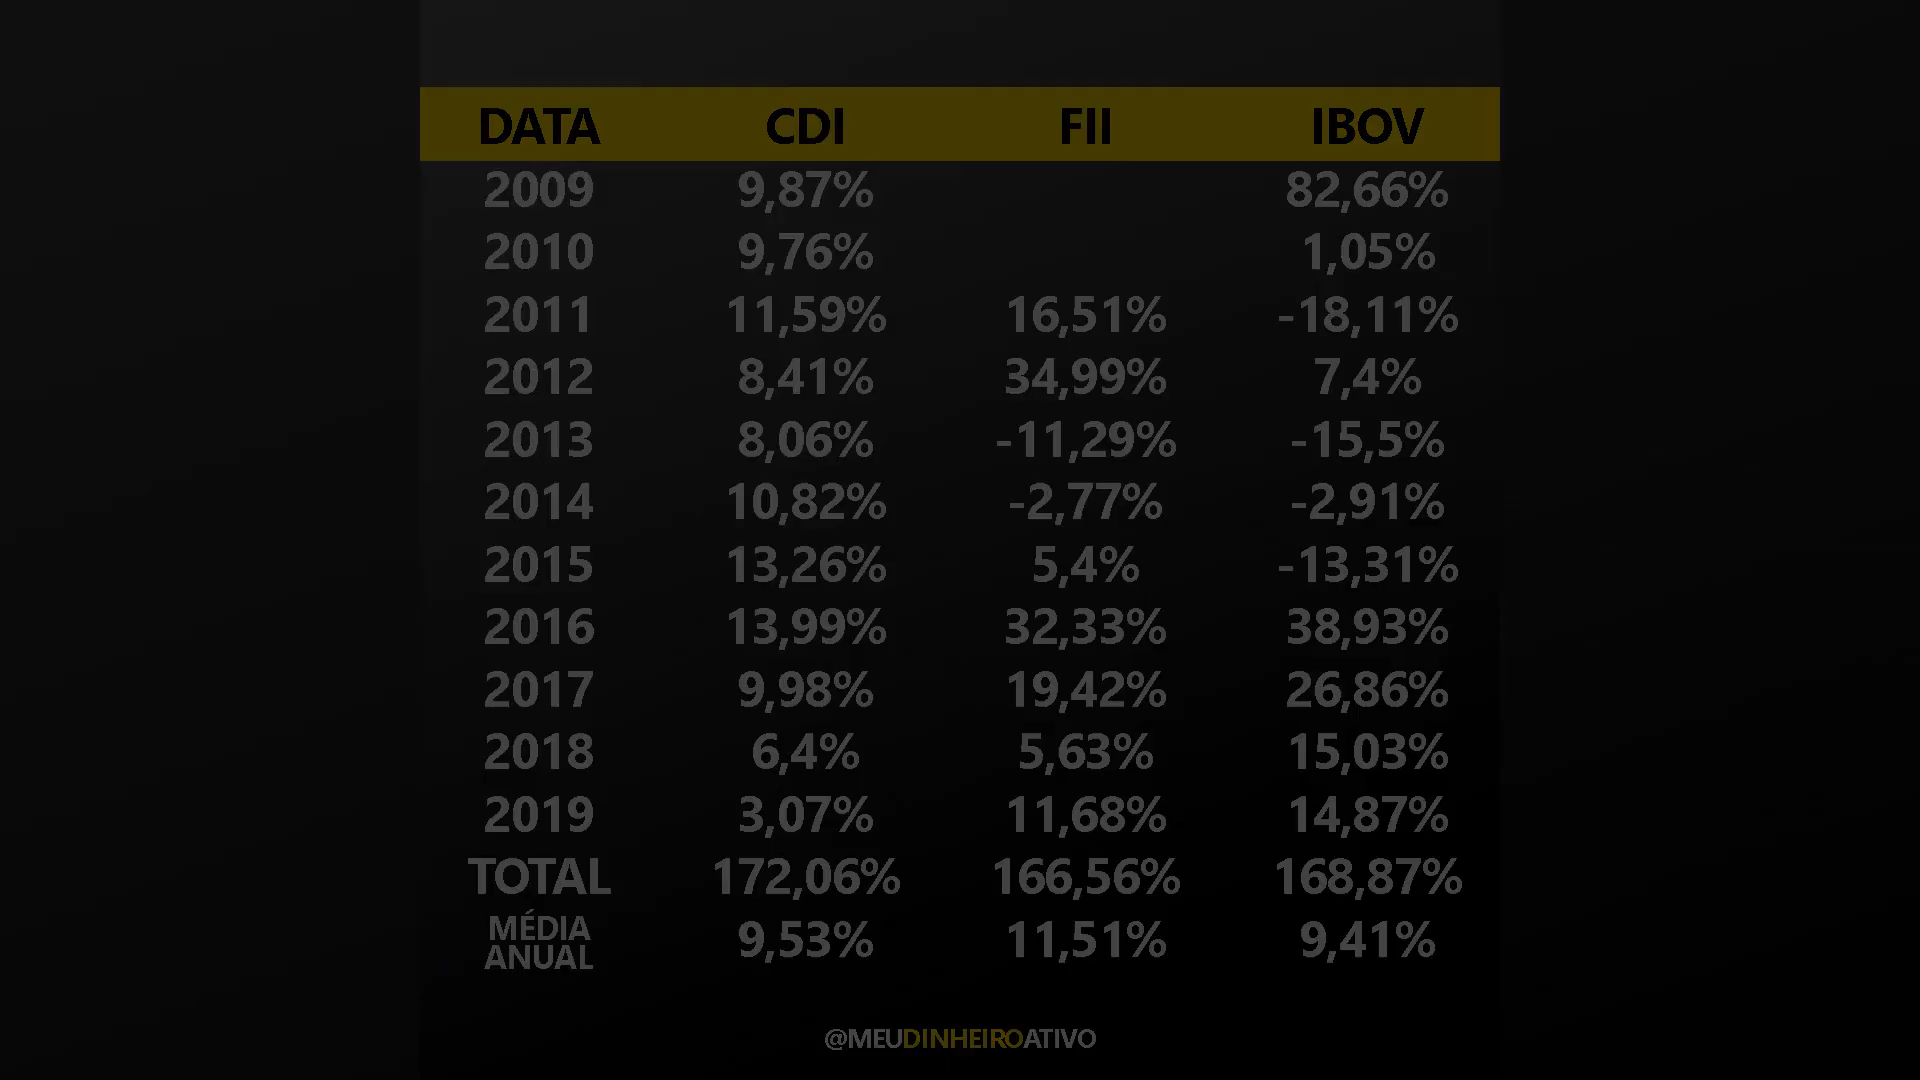 DATA CDI FII IBOV
2009 9,87% 82,66%
2010 9,76% 1,05%
2011 11,59% 16,51% -18,11%
2012 8,41% 34,99% 7,4%
2013 8,06% -11,29% -15,5%
2014 10,82% -2,77% -2,91%
2015 13,26% 5,4% -13,31%
2016 13,99% 32,33% 38,93%
2017 9,98% 19,42% 26,86%
2018 6,4% 5,63% 15,03%
2019 3,07% 11,68% 14,87%
TOTAL 172,06% 166,56% 168,87%
MÉDIA
ANUAL 9,53% 11,51% 9,41%
@MEUDINHEIROATIVO